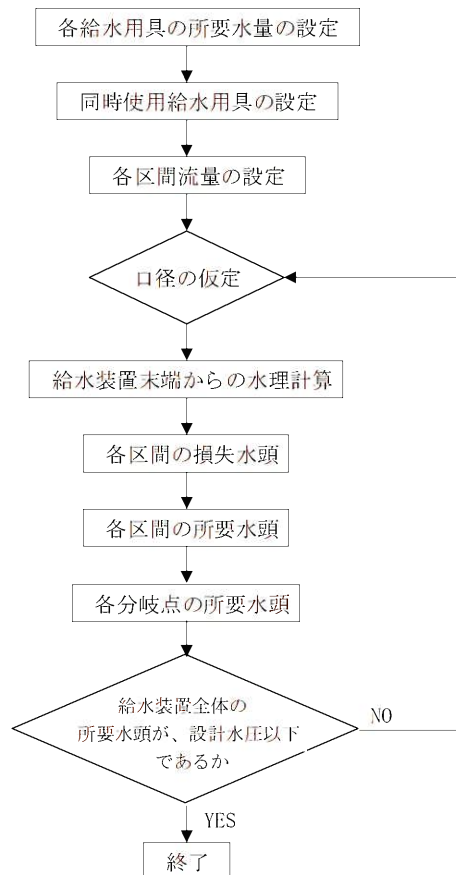 各給水用具の所要水量の設定
同時使用給水用具の設定
各区間流量の設定
口径の仮定
給水装置末端からの水理計算
各区間の損失水頭
各区間の所要水頭
各分岐点の所要水頭
給水装置全体の
所要水頭が、設計水圧以下
であるか
NO
YES
終了